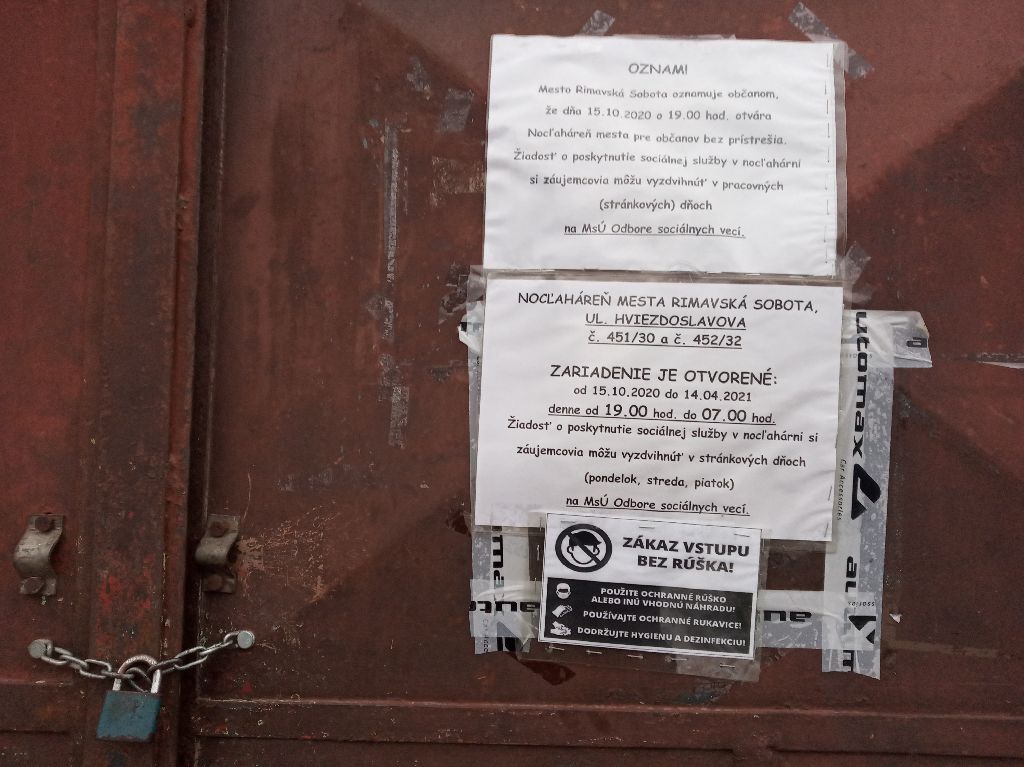 OZNAM!
Mesto Rimavská Sobota oznamuje občanom,
že dňa 15.10.2020 o 19.00 hod. otvára
Nocľaháreň mesta pre občanov bez prístrešia.
Žiadosť o poskytnutie sociálnej služby v nocľahárni
si záujemcovia môžu vyzdvihnúť v pracovných
(stránkových) dňoch
na MsÚ Odbore sociálnych vecí.
NOCĽAHÁREŇ MESTA RIMAVSKÁ SOBOTA,
UL. HVIEZDOSLAVOVA
č. 451/30 a č. 452/32
ZARIADENIE JE OTVORENÉ:
od 15.10.2020 do 14.04.2021
denne od 19.00 hod. do 07.00 hod.
Žiadosť o poskytnutie sociálnej služby v nocľahárni si
záujemcovia môžu vyzdvihnúť v stránkových dňoch
(pondelok, streda, piatok)
na MsÚ Odbore sociálnych vecí.
ZÁKAZ VSTUPU
BEZ RÚŠKA!
POUŽITE OCHRANNÉ RÚŠKO
ALEBO INÚ VHODNÚ NÁHRADU!
POUŽÍVAJTE OCHRANNÉ RUKAVICE!
DODRŽUJTE HYGIENU A DEZINFEKCIU!
utomax
Car Accessories
au